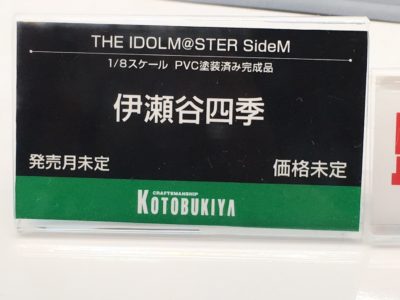 THE IDOLM@STER SideM
1/8スケール PVC塗装済み完成品
伊瀬谷四季
発売月未定 価格未定
CRAFTSMANSHIP
KOTOBUKIYA